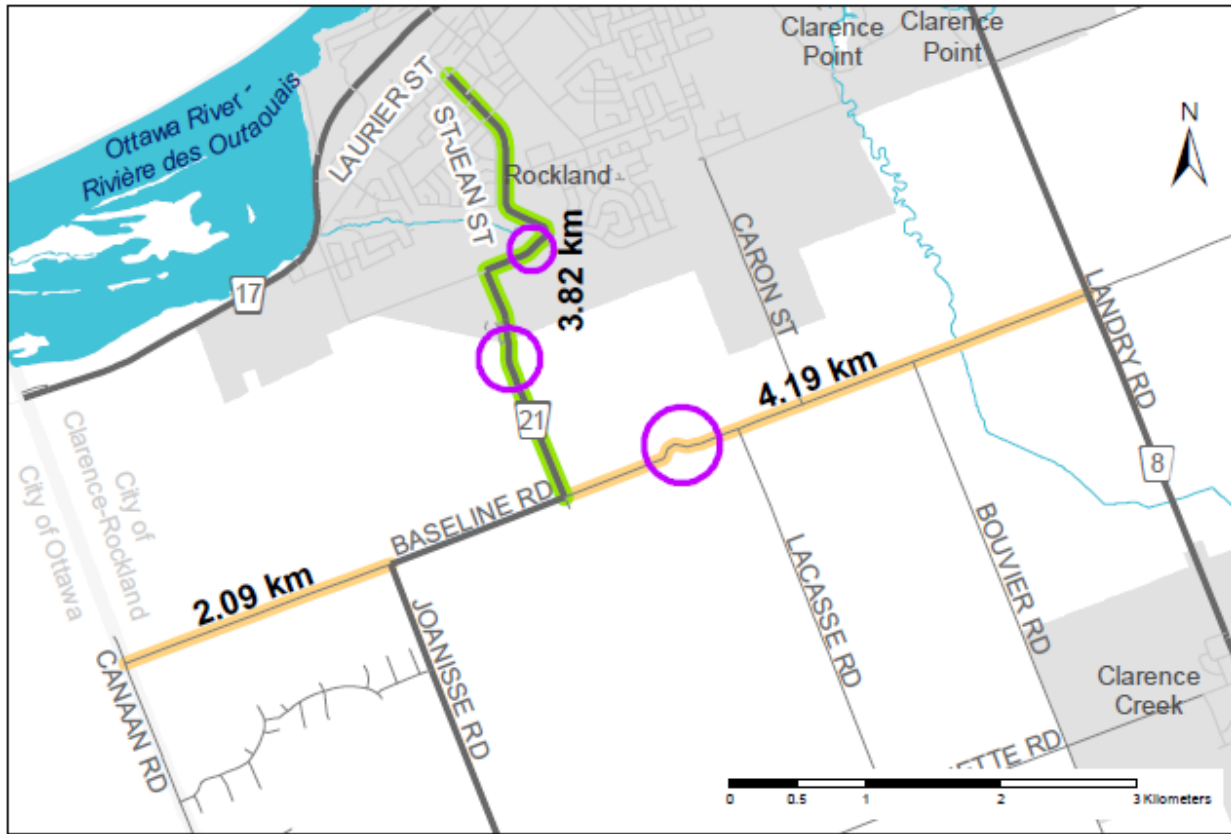 Clarence
Point
Clarence
Point
Ottawa River -
Rivière des Outaouais
LAURIER ST
ST-JEAN ST
Rockland
N
17
3.82 km
CARON ST
LANDRY RD
4.19 km
21
8
City of
Clarence-Rockland
City of Ottawa
BASELINE RD
2.09 km
JOANISSE RD
LACASSE RD
BOUVIER RD
CANAAN RD
Clarence
Creek
ETTE RD
0 0.5 1 2 3 Kilometers